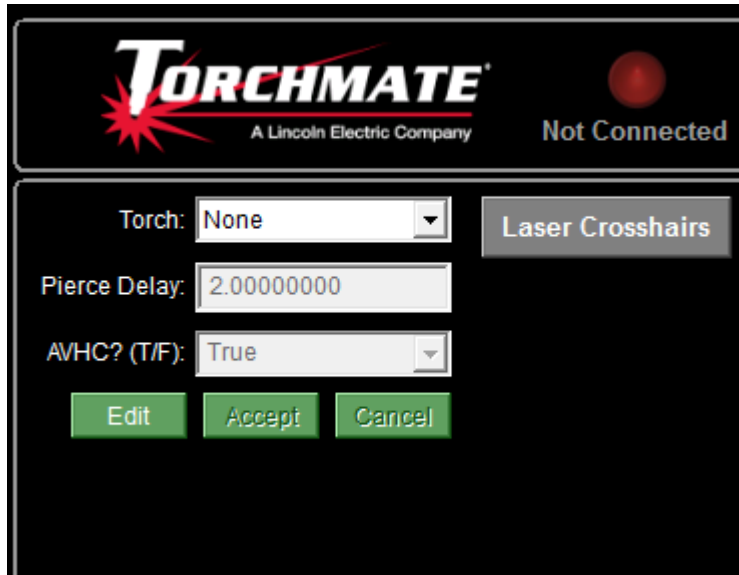 TORCHMATE
A Lincoln Electric Company
Not Connected
Torch: None
Laser Crosshairs
Pierce Delay: 2.00000000
AVHC? (T/F): True
Edit Accept Cancel